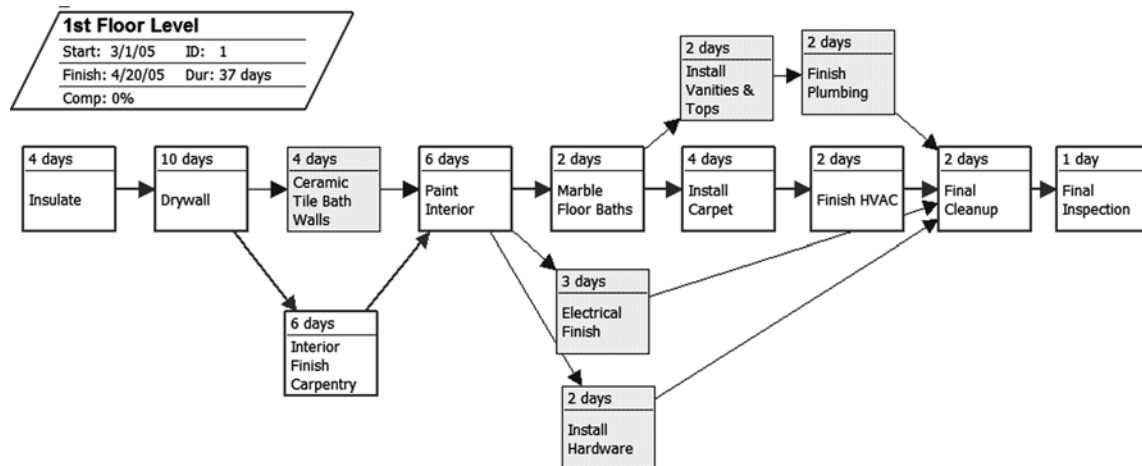 1st Floor Level
Start: 3/1/05 ID: 1
Finish: 4/20/05 Dur: 37 days
Comp: 0%
2 days
Install
Vanities &
Tops
2 days
Finish
Plumbing
4 days
Insulate
10 days
Drywall
4 days
Ceramic
Tile Bath
Walls
6 days
Paint
Interior
2 days
Marble
Floor Baths
4 days
Install
Carpet
2 days
Finish HVAC
2 days
Final
Cleanup
1 day
Final
Inspection
6 days
Interior
Finish
Carpentry
3 days
Electrical
Finish
2 days
Install
Hardware